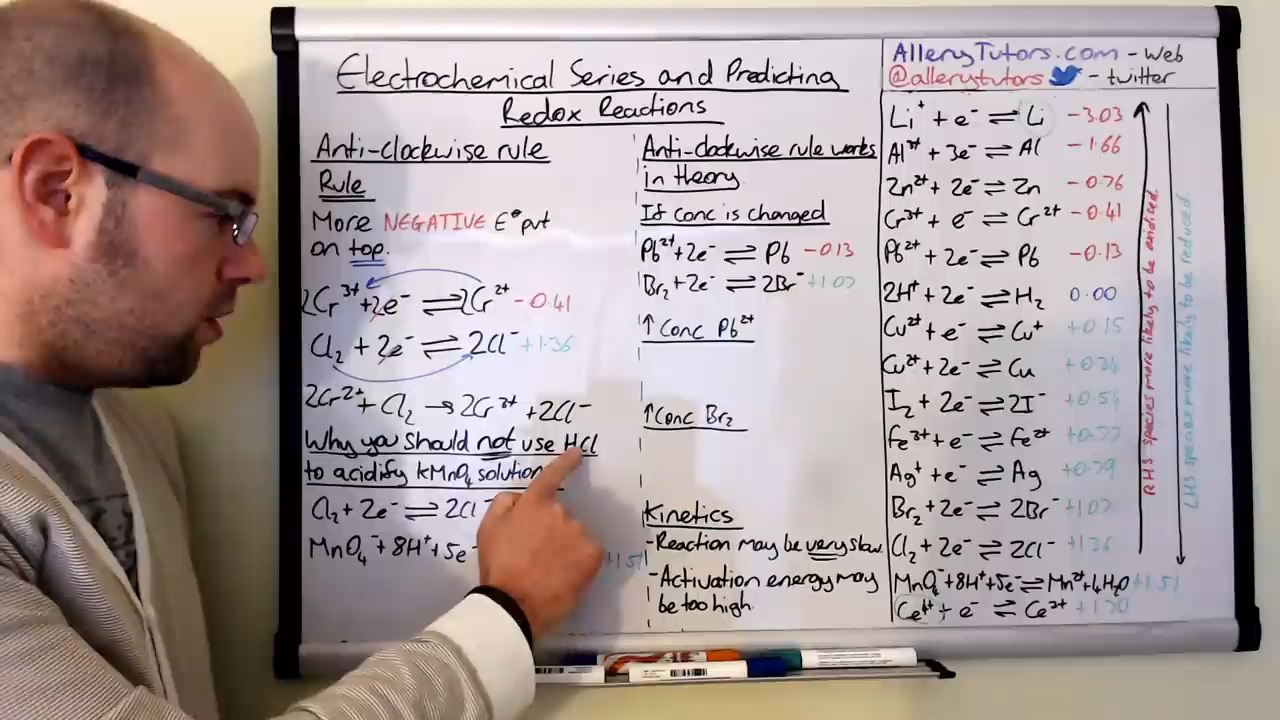 Electrochemical Series and Predicting
Redox Reactions
Anti-clockwise rule
Rule
More NEGATIVE E⦵ put
on top.
2Cr³⁺ + 2e⁻ ⇌ 2Cr²⁺ -0.41
Cl₂ + 2e⁻ ⇌ 2Cl⁻ +1.36
2Cr²⁺ + Cl₂ → 2Cr³⁺ + 2Cl⁻
Why you should not use HCl
to acidify KMnO₄ solution
Cl₂ + 2e⁻ ⇌ 2Cl
MnO₄⁻ + 8H⁺ + 5e⁻ +1.51
Anti-clockwise rule works
in theory
If conc is changed
Pb²⁺ + 2e⁻ ⇌ Pb -0.13
Br₂ + 2e⁻ ⇌ 2Br⁻ +1.07
↑ Conc Pb²⁺
↑ Conc Br₂
Kinetics
- Reaction may be very slow.
- Activation energy may
be too high.
AlleryTutors.com - Web
@allerytutors - twitter
Li⁺ + e⁻ ⇌ Li -3.03
Al³⁺ + 3e⁻ ⇌ Al -1.66
Zn²⁺ + 2e⁻ ⇌ Zn -0.76
Cr³⁺ + e⁻ ⇌ Cr²⁺ -0.41
Pb²⁺ + 2e⁻ ⇌ Pb -0.13
2H⁺ + 2e⁻ ⇌ H₂ 0.00
Cu²⁺ + e⁻ ⇌ Cu⁺ +0.15
Cu²⁺ + 2e⁻ ⇌ Cu +0.34
I₂ + 2e⁻ ⇌ 2I⁻ +0.54
Fe³⁺ + e⁻ ⇌ Fe²⁺ +0.77
Ag⁺ + e⁻ ⇌ Ag +0.79
Br₂ + 2e⁻ ⇌ 2Br⁻ +1.07
Cl₂ + 2e⁻ ⇌ 2Cl⁻ +1.36
MnO₄⁻ + 8H⁺ + 5e⁻ ⇌ Mn²⁺ + 4H₂O +1.51
Ce⁴⁺ + e⁻ ⇌ Ce³⁺ +1.70
RHS species more likely to be oxidised.
LHS species more likely to be reduced.